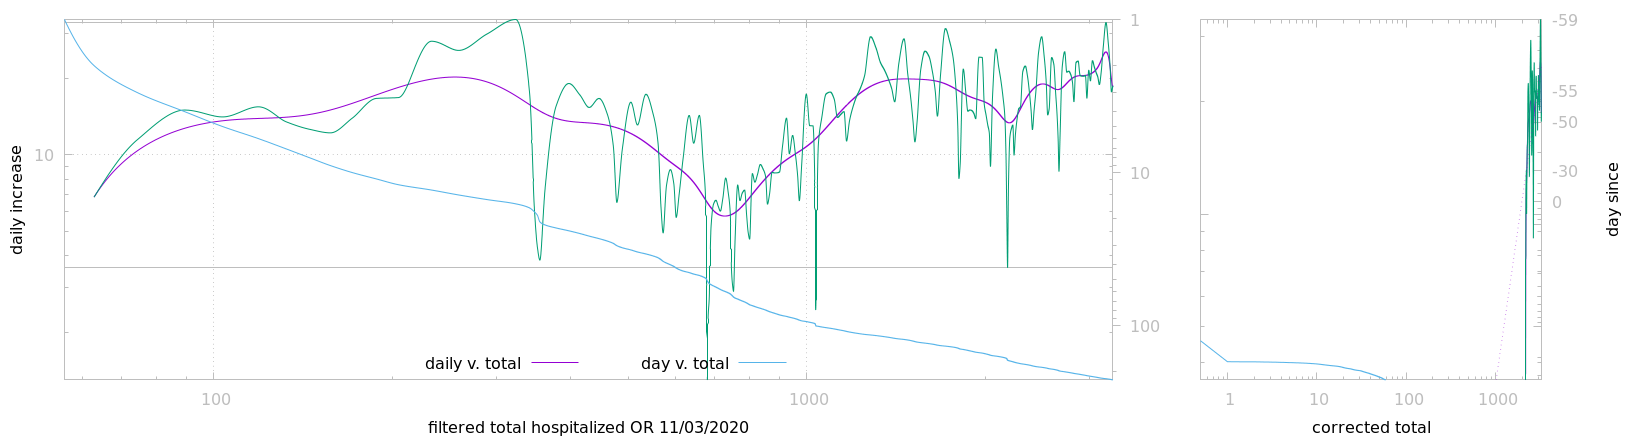 daily increase
10
daily v. total
day v. total
100
1000
filtered total hospitalized OR 11/03/2020
1
10
100
1
10
100
1000
corrected total
-59
-55
-50
-30
0
day since